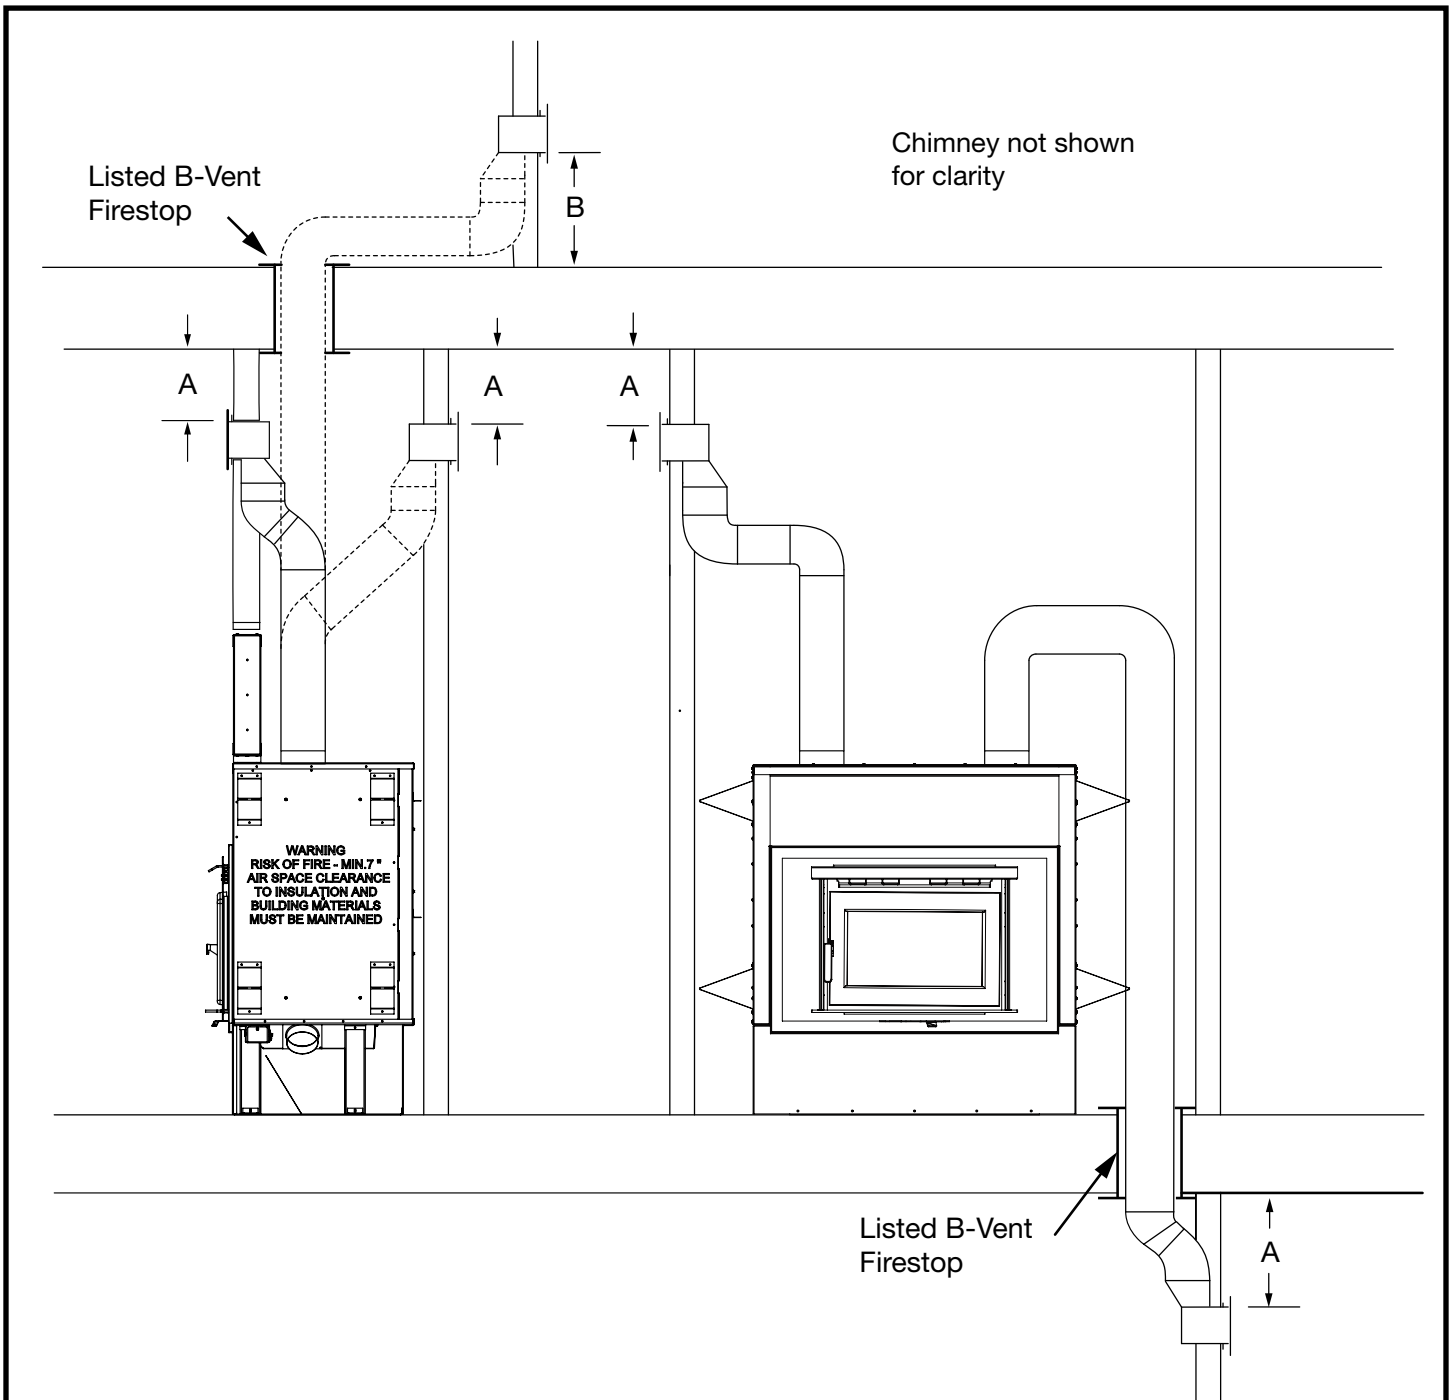 Chimney not shown
for clarity
Listed B-Vent
Firestop
B
A
A
A
WARNING
RISK OF FIRE - MIN.7 "
AIR SPACE CLEARANCE
TO INSULATION AND
BUILDING MATERIALS
MUST BE MAINTAINED
Listed B-Vent
Firestop
A